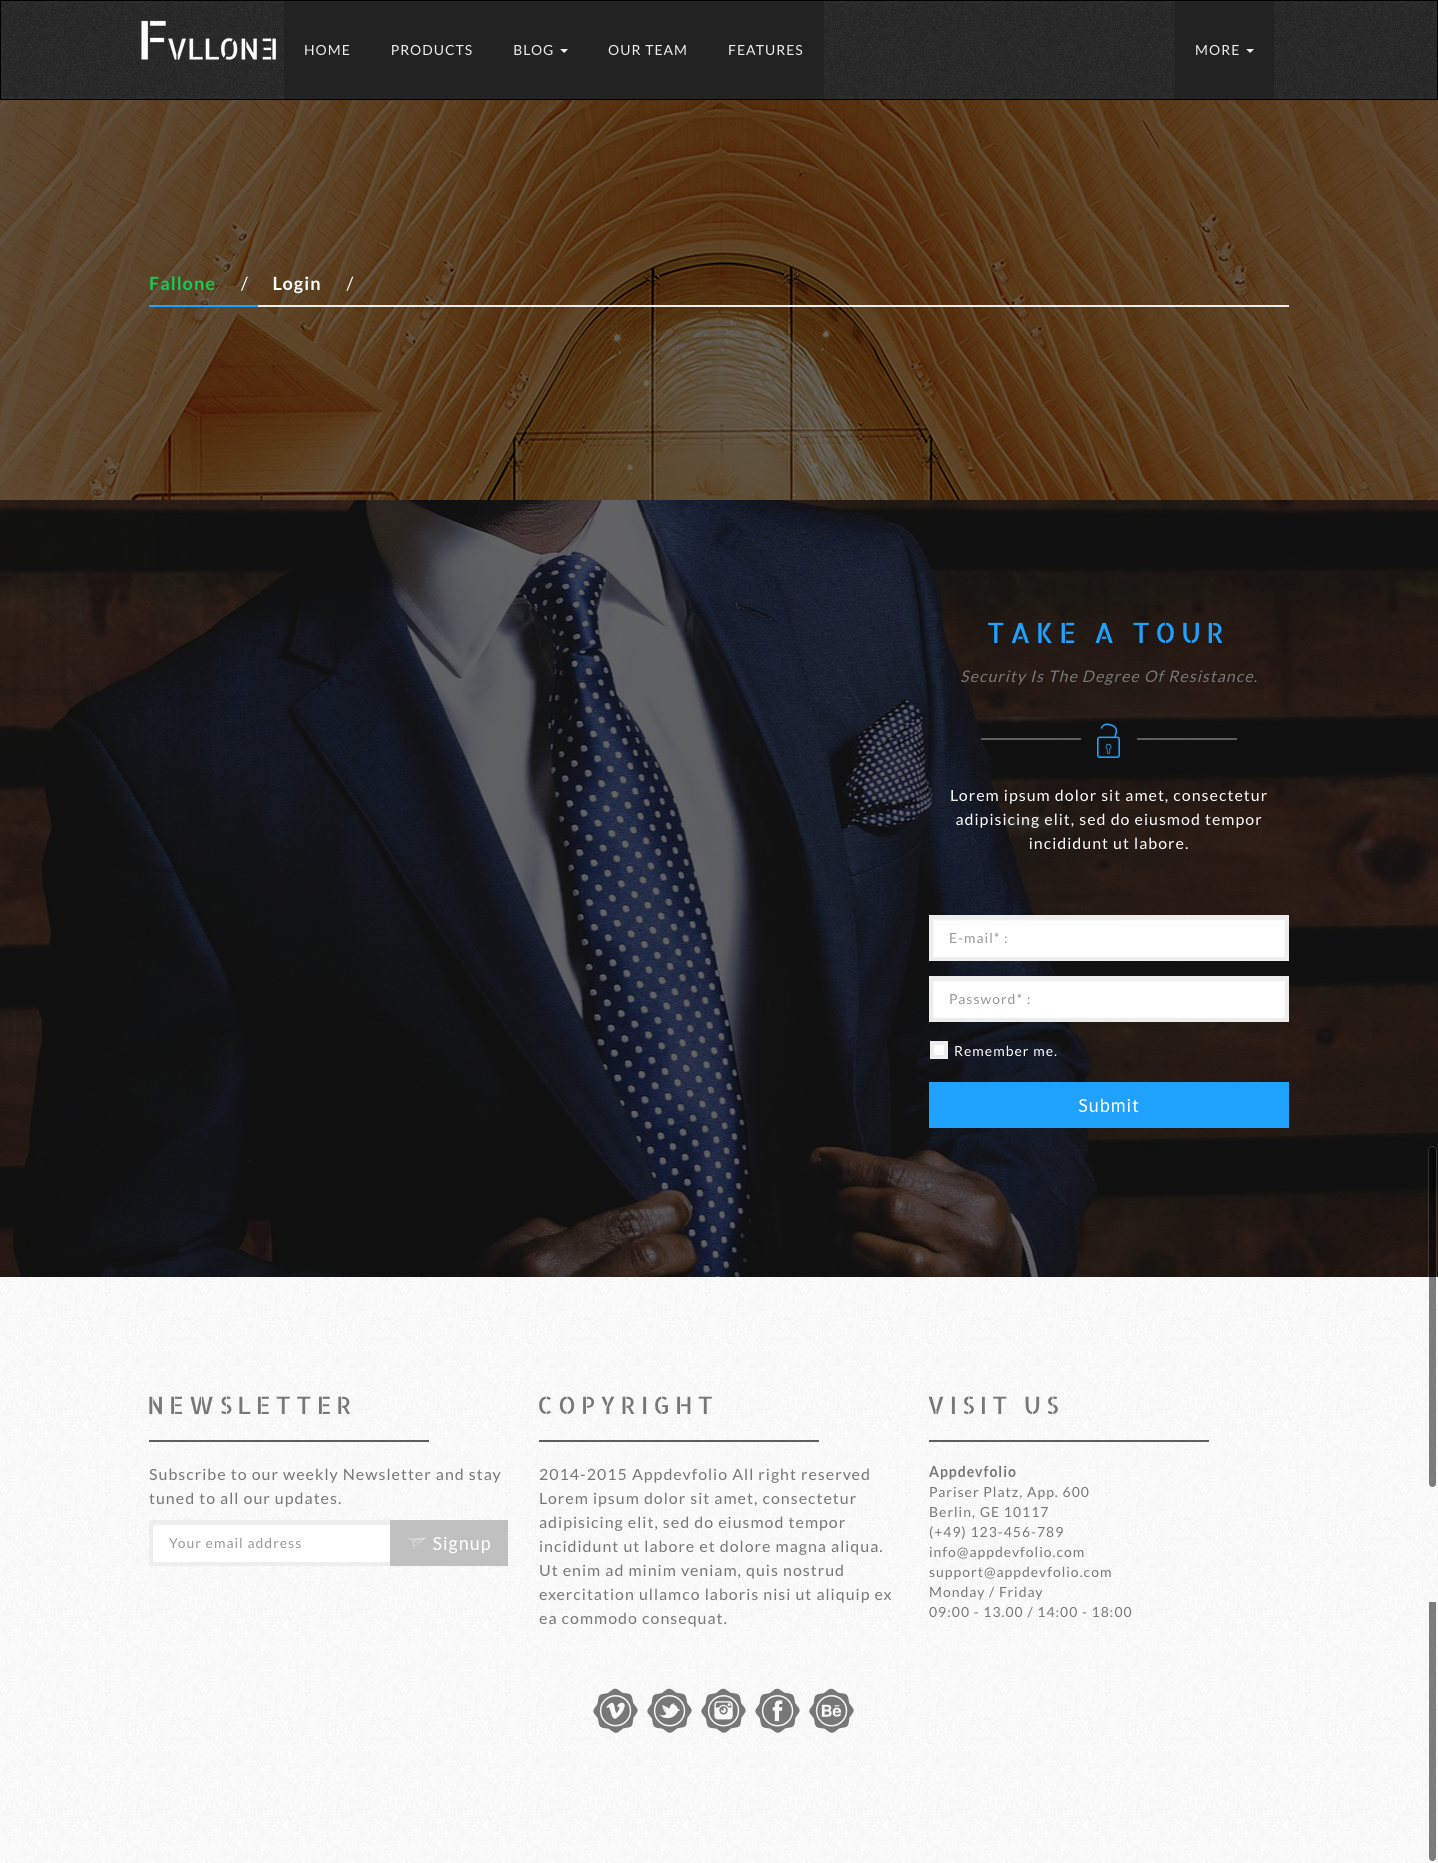 FVLLONE
HOME PRODUCTS BLOG OUR TEAM FEATURES MORE
Fallone / Login /
TAKE A TOUR
Security Is The Degree Of Resistance.
Lorem ipsum dolor sit amet, consectetur
adipisicing elit, sed do eiusmod tempor
incididunt ut labore.
E-mail* :
Password* :
Remember me.
Submit
NEWSLETTER
Subscribe to our weekly Newsletter and stay
tuned to all our updates.
Your email address Signup
COPYRIGHT
2014-2015 Appdevfolio All right reserved
Lorem ipsum dolor sit amet, consectetur
adipisicing elit, sed do eiusmod tempor
incididunt ut labore et dolore magna aliqua.
Ut enim ad minim veniam, quis nostrud
exercitation ullamco laboris nisi ut aliquip ex
ea commodo consequat.
VISIT US
Appdevfolio
Pariser Platz, App. 600
Berlin, GE 10117
(+49) 123-456-789
info@appdevfolio.com
support@appdevfolio.com
Monday / Friday
09:00 - 13.00 / 14:00 - 18:00
Bē